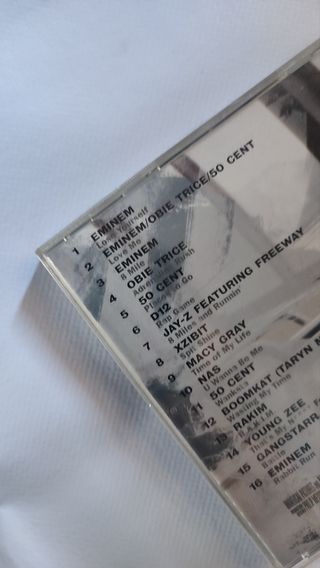 1 EMINEM
Lose Yourself
2 EMINEM/OBIE TRICE/50 CENT
Love Me
3 EMINEM
8 Mile
4 OBIE TRICE
Adrenaline Rush
5 50 CENT
Places to Go
6 D12
Rap Game
7 JAY-Z FEATURING FREEWAY
8 Miles and Runnin'
8 XZIBIT
Spit Shine
9 MACY GRAY
Time of My Life
10 NAS
U Wanna Be Me
11 50 CENT
Wanksta
12 BOOMKAT (TARYN
Wasting My Time
13 RAKIM
R.A.K.I.M.
14 YOUNG ZEE
That's My
15 GANGSTARR
Battle
16 EMINEM
Rabbit Run